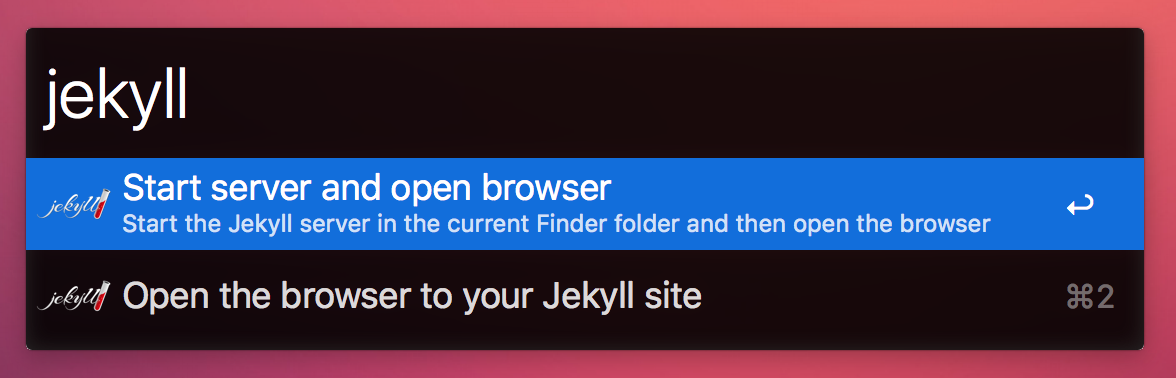 jekyll
jekyll
Start server and open browser
Start the Jekyll server in the current Finder folder and then open the browser
↩
jekyll
Open the browser to your Jekyll site
⌘2